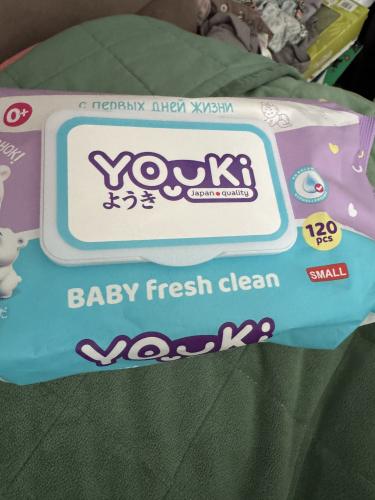 0+
с первых дней жизни
YOUKi
ようき
Japan quality
120
pcs
SMALL
BABY fresh clean
YOUKi